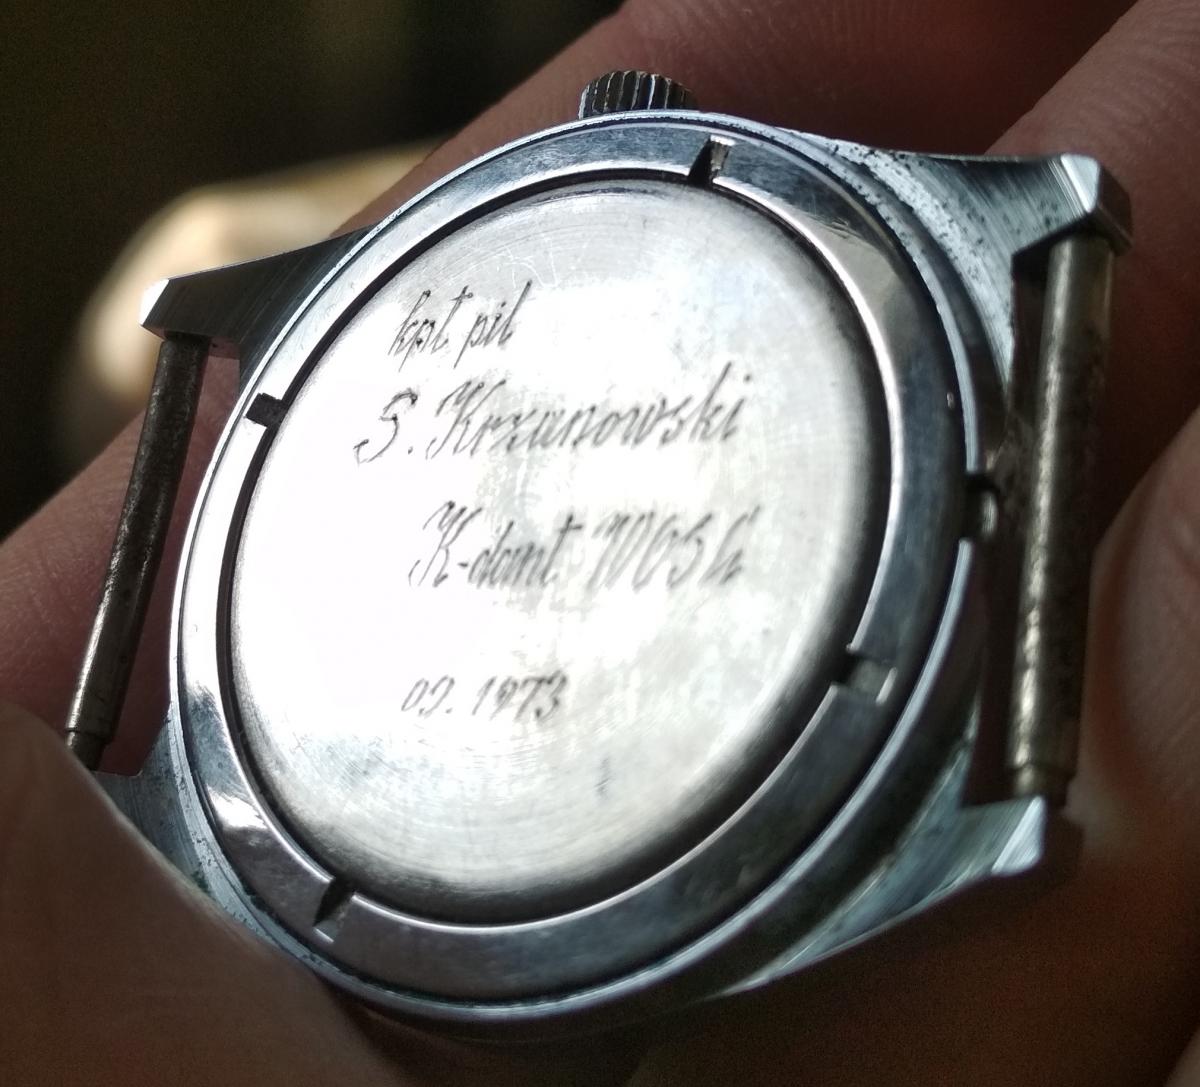 kpt pil
S. Krzanowski
K-dant WOSL
09. 1973